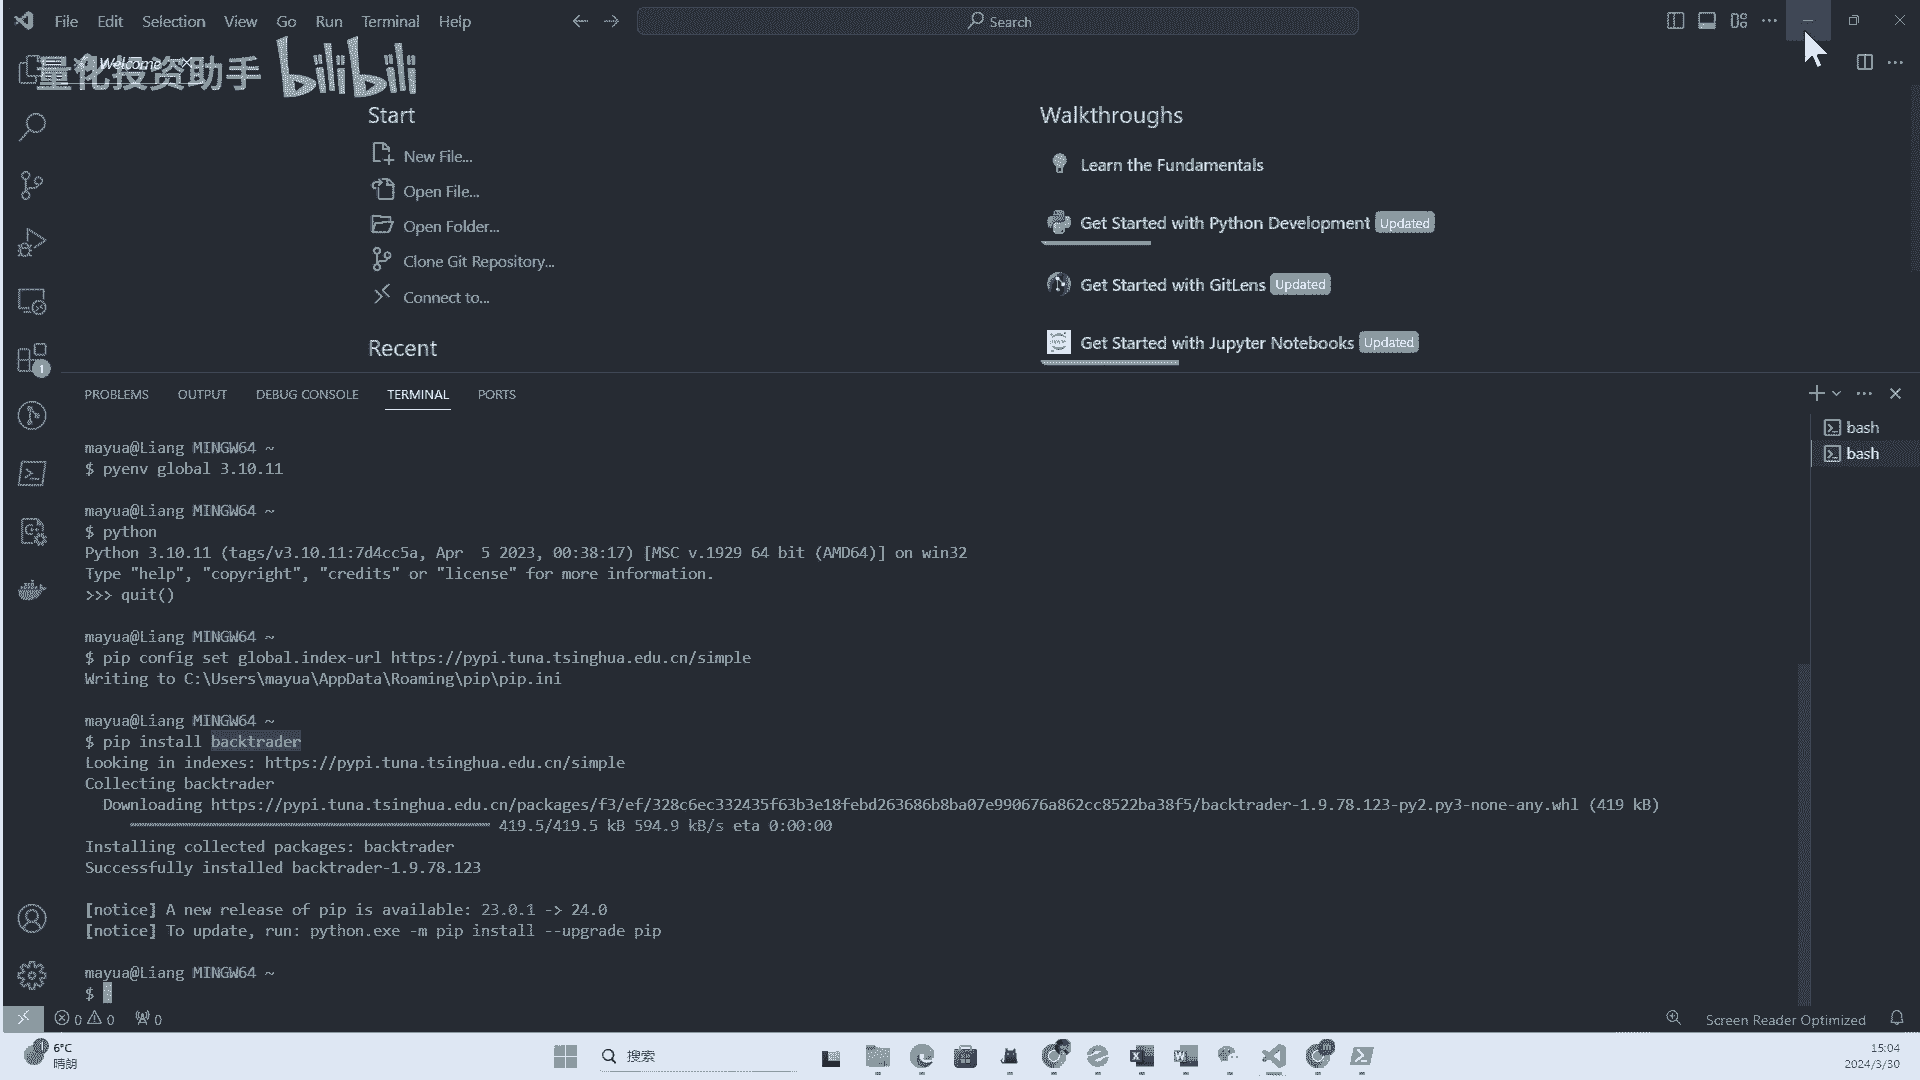 File Edit Selection View Go Run Terminal Help
Search
量化投资助手 bilibili
Welcome
Start
New File...
Open File...
Open Folder...
Clone Git Repository...
Connect to...
Recent
Walkthroughs
Learn the Fundamentals
Get Started with Python Development Updated
Get Started with GitLens Updated
Get Started with Jupyter Notebooks Updated
1
PROBLEMS OUTPUT DEBUG CONSOLE TERMINAL PORTS
bash
bash
mayua@Liang MINGW64 ~
$ pyenv global 3.10.11
mayua@Liang MINGW64 ~
$ python
Python 3.10.11 (tags/v3.10.11:7d4cc5a, Apr  5 2023, 00:38:17) [MSC v.1929 64 bit (AMD64)] on win32
Type "help", "copyright", "credits" or "license" for more information.
>>> quit()
mayua@Liang MINGW64 ~
$ pip config set global.index-url https://pypi.tuna.tsinghua.edu.cn/simple
Writing to C:\Users\mayua\AppData\Roaming\pip\pip.ini
mayua@Liang MINGW64 ~
$ pip install backtrader
Looking in indexes: https://pypi.tuna.tsinghua.edu.cn/simple
Collecting backtrader
Downloading https://pypi.tuna.tsinghua.edu.cn/packages/f3/ef/328c6ec332435f63b3e18febd263686b8ba07e990676a862cc8522ba38f5/backtrader-1.9.78.123-py2.py3-none-any.whl (419 kB)
419.5/419.5 kB 594.9 kB/s eta 0:00:00
Installing collected packages: backtrader
Successfully installed backtrader-1.9.78.123
[notice] A new release of pip is available: 23.0.1 -> 24.0
[notice] To update, run: python.exe -m pip install --upgrade pip
mayua@Liang MINGW64 ~
$
0 0 0
Screen Reader Optimized
6°C
晴朗
搜索
15:04
2024/3/30